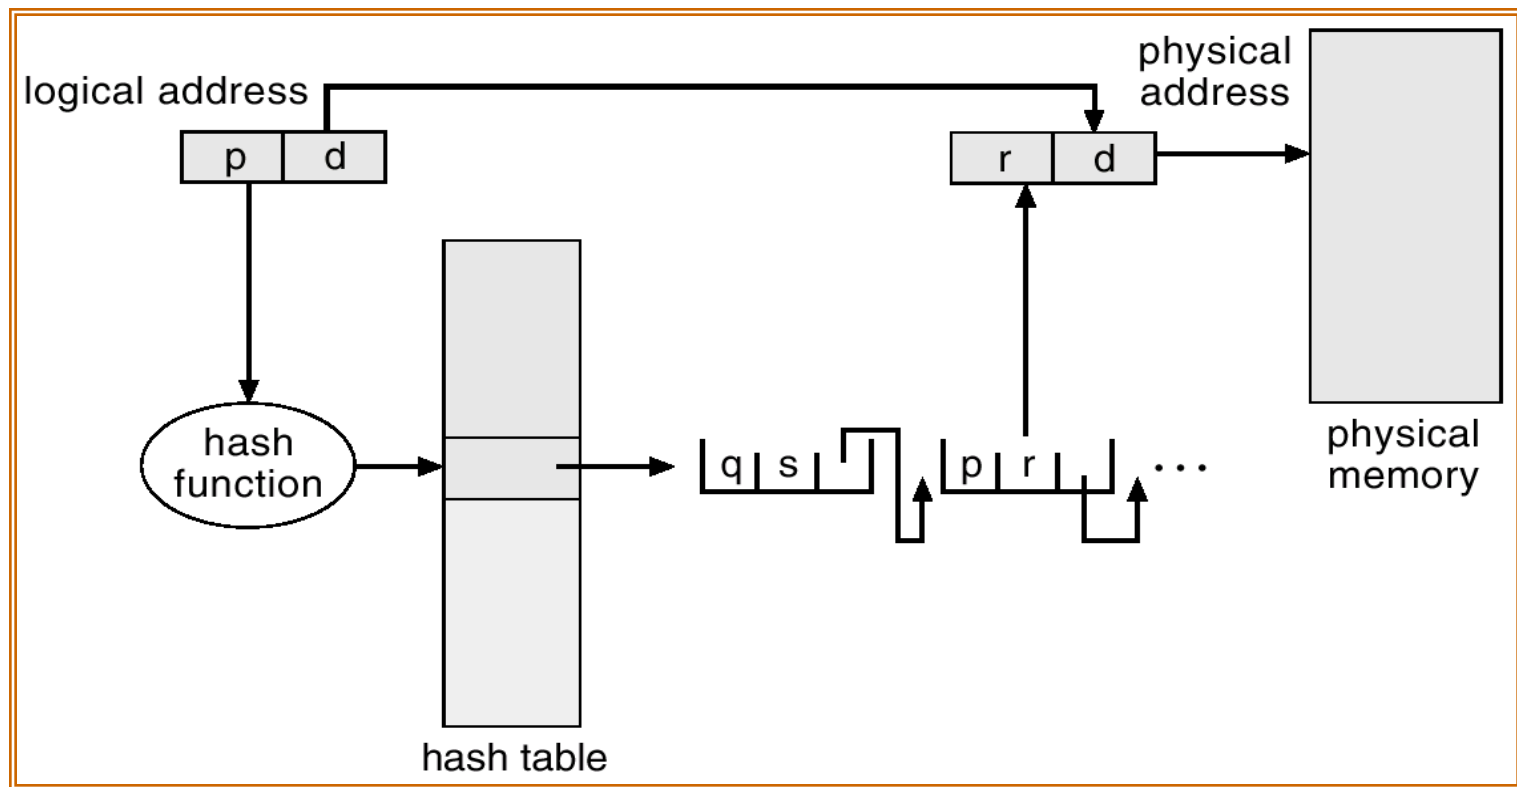 logical address
physical
address
p d
r d
hash
function
q s
p r
...
physical
memory
hash table